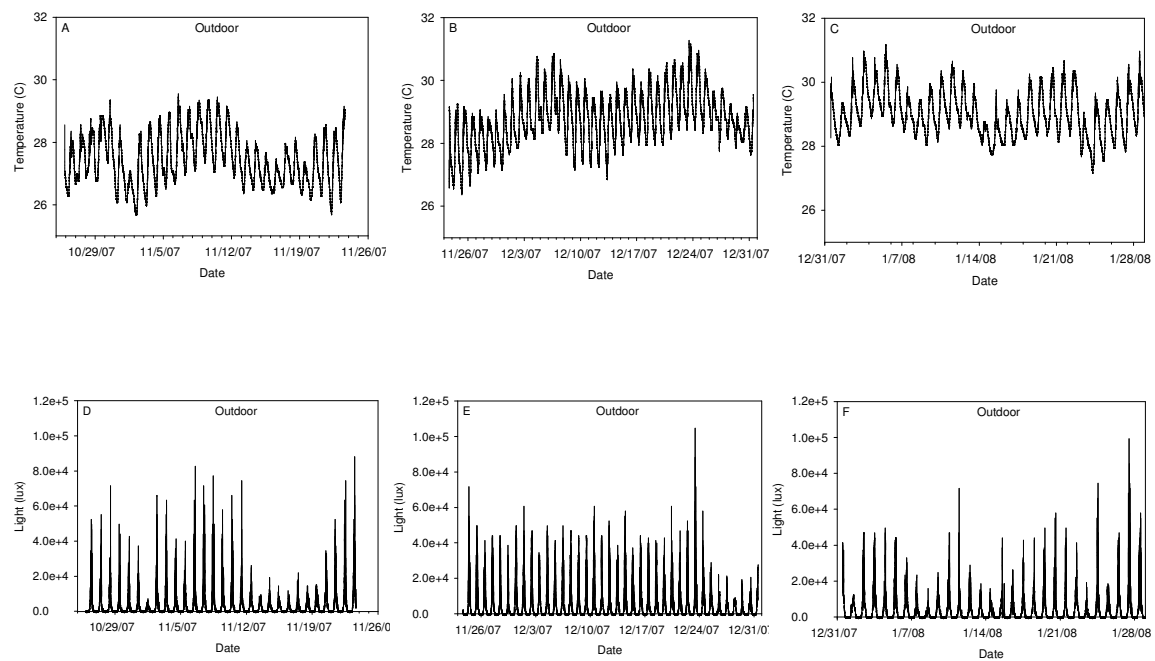 A Outdoor
32
30
28
26
Temperature (C)
10/29/07 11/5/07 11/12/07 11/19/07 11/26/07
Date
B Outdoor
32
30
28
26
Temperature (C)
11/26/07 12/3/07 12/10/07 12/17/07 12/24/07 12/31/07
Date
C Outdoor
32
30
28
26
Temperature (C)
12/31/07 1/7/08 1/14/08 1/21/08 1/28/08
Date
D Outdoor
1.2e+5
1.0e+5
8.0e+4
6.0e+4
4.0e+4
2.0e+4
0.0
Light (lux)
10/29/07 11/5/07 11/12/07 11/19/07 11/26/0
Date
E Outdoor
1.2e+5
1.0e+5
8.0e+4
6.0e+4
4.0e+4
2.0e+4
0.0
Light (lux)
11/26/07 12/3/07 12/10/07 12/17/07 12/24/07 12/31/0
Date
F Outdoor
1.2e+5
1.0e+5
8.0e+4
6.0e+4
4.0e+4
2.0e+4
0.0
Light (lux)
12/31/07 1/7/08 1/14/08 1/21/08 1/28/08
Date